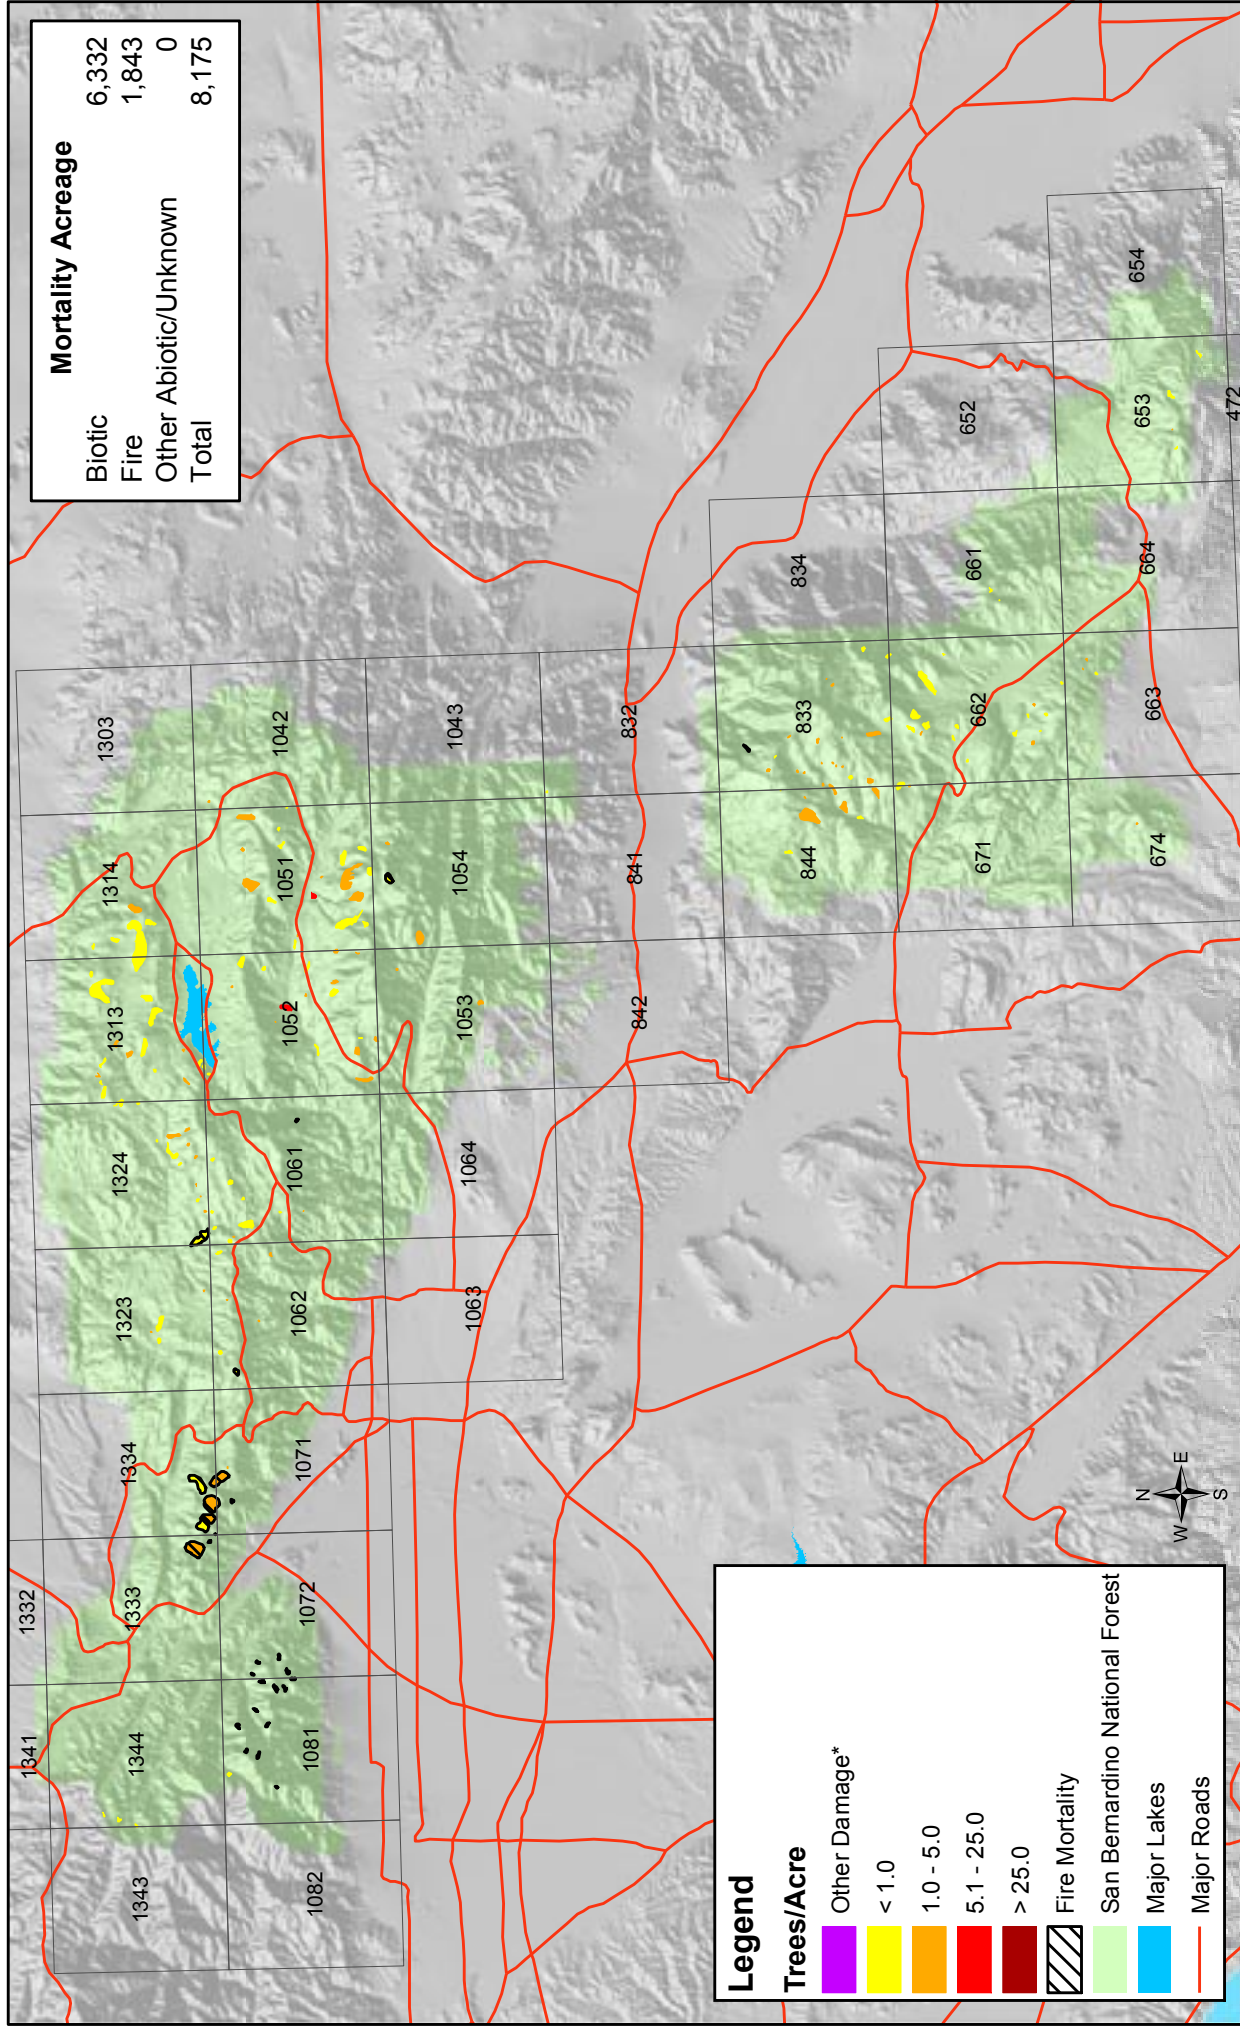 Mortality Acreage
Biotic 6,332
Fire 1,843
Other Abiotic/Unknown 0
Total 8,175
1341
1332
1343
1344
1333
1334
1323
1324
1313
1314
1303
1082
1081
1072
1071
1062
1061
1052
1051
1042
1063
1064
1053
1054
1043
842
841
832
844
833
834
671
662
661
652
674
663
664
653
654
472
N
W E
S
Legend
Trees/Acre
Other Damage*
< 1.0
1.0 - 5.0
5.1 - 25.0
> 25.0
Fire Mortality
San Bernardino National Forest
Major Lakes
Major Roads